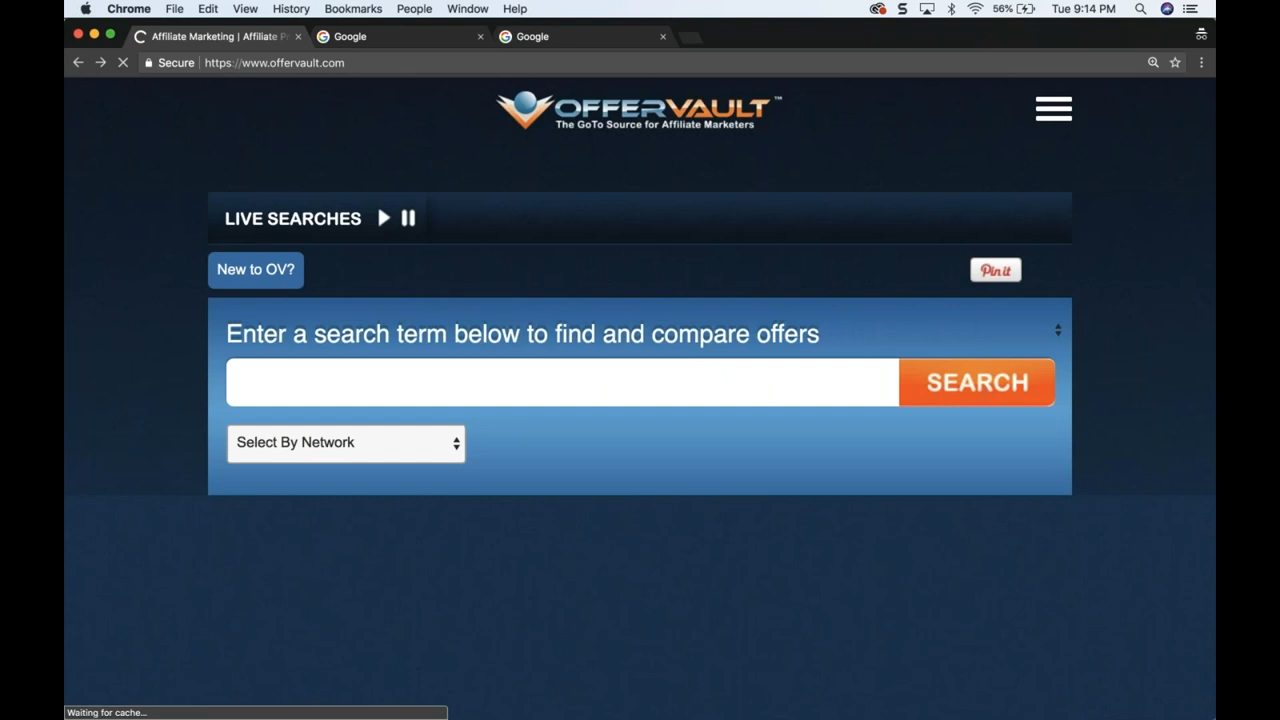 Chrome File Edit View History Bookmarks People Window Help 56% Tue 9:14 PM
Affiliate Marketing | Affiliate Pr Google Google
Secure https://www.offervault.com
OFFERVAULT™
The GoTo Source for Affiliate Marketers
LIVE SEARCHES
New to OV? Pin it
Enter a search term below to find and compare offers
SEARCH
Select By Network
Waiting for cache...